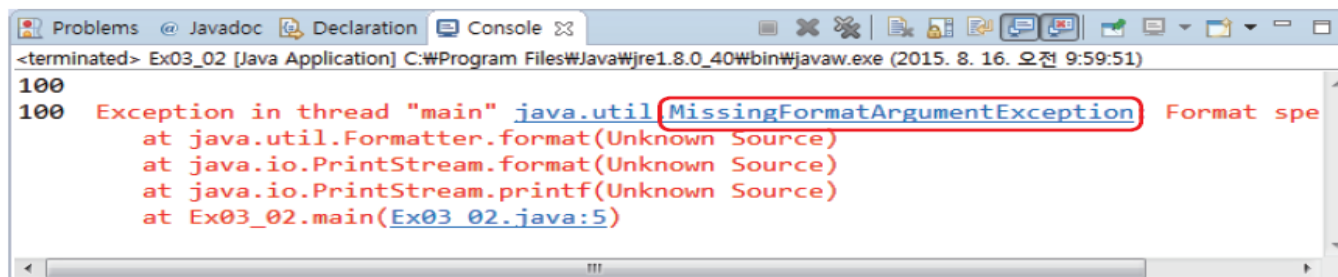 Problems @ Javadoc Declaration Console
<terminated> Ex03_02 [Java Application] C:₩Program Files₩Java₩jre1.8.0_40₩bin₩javaw.exe (2015. 8. 16. 오전 9:59:51)
100
100 Exception in thread "main" java.util.MissingFormatArgumentException: Format spe
at java.util.Formatter.format(Unknown Source)
at java.io.PrintStream.format(Unknown Source)
at java.io.PrintStream.printf(Unknown Source)
at Ex03_02.main(Ex03_02.java:5)